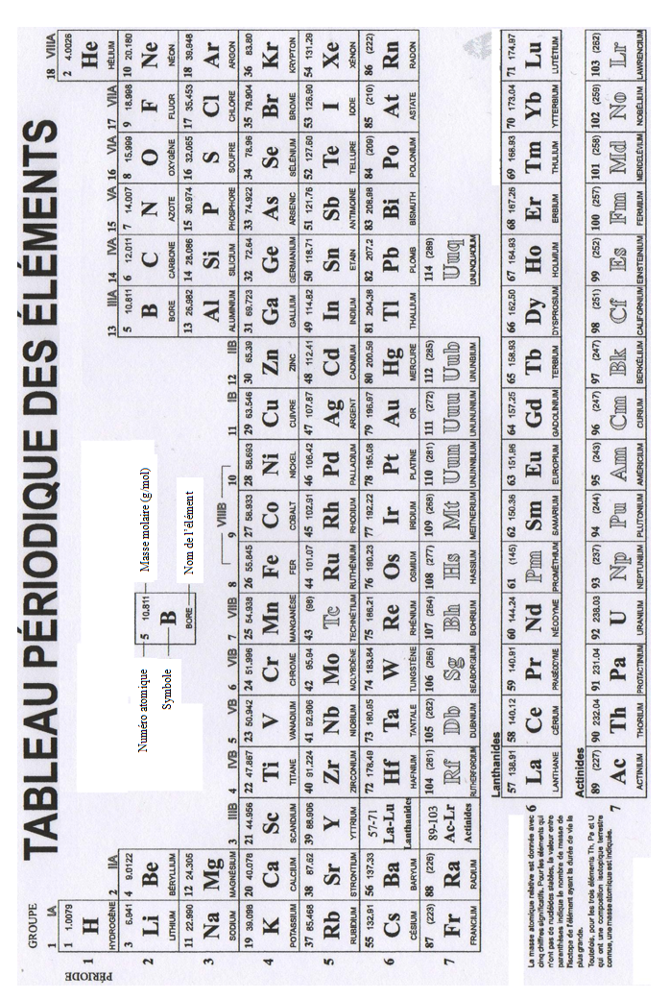 TABLEAU PÉRIODIQUE DES ÉLÉMENTS
GROUPE
1 IA
18 VIIIA
PÉRIODE
1
1 1.0079
H
HYDROGÈNE
2 IIA
13 IIIA
14 IVA
15 VA
16 VIA
17 VIIA
2 4.0026
He
HÉLIUM
Numéro atomique
5 10.811
Masse molaire (g/mol)
Symbole
B
BORE
Nom de l'élément
2
3 6.941
Li
LITHIUM
4 9.0122
Be
BÉRYLLIUM
5 10.811
B
BORE
6 12.011
C
CARBONE
7 14.007
N
AZOTE
8 15.999
O
OXYGÈNE
9 18.998
F
FLUOR
10 20.180
Ne
NÉON
3
11 22.990
Na
SODIUM
12 24.305
Mg
MAGNÉSIUM
3 IIIB
4 IVB
5 VB
6 VIB
7 VIIB
8
9
10
VIIIB
11 IB
12 IIB
13 26.982
Al
ALUMINIUM
14 28.086
Si
SILICIUM
15 30.974
P
PHOSPHORE
16 32.065
S
SOUFRE
17 35.453
Cl
CHLORE
18 39.948
Ar
ARGON
4
19 39.098
K
POTASSIUM
20 40.078
Ca
CALCIUM
21 44.956
Sc
SCANDIUM
22 47.867
Ti
TITANE
23 50.942
V
VANADIUM
24 51.996
Cr
CHROME
25 54.938
Mn
MANGANÈSE
26 55.845
Fe
FER
27 58.933
Co
COBALT
28 58.693
Ni
NICKEL
29 63.546
Cu
CUIVRE
30 65.39
Zn
ZINC
31 69.723
Ga
GALLIUM
32 72.64
Ge
GERMANIUM
33 74.922
As
ARSENIC
34 78.96
Se
SÉLÉNIUM
35 79.904
Br
BROME
36 83.80
Kr
KRYPTON
5
37 85.468
Rb
RUBIDIUM
38 87.62
Sr
STRONTIUM
39 88.906
Y
YTTRIUM
40 91.224
Zr
ZIRCONIUM
41 92.906
Nb
NIOBIUM
42 95.94
Mo
MOLYBDÈNE
43 (98)
Tc
TECHNÉTIUM
44 101.07
Ru
RUTHÉNIUM
45 102.91
Rh
RHODIUM
46 106.42
Pd
PALLADIUM
47 107.87
Ag
ARGENT
48 112.41
Cd
CADMIUM
49 114.82
In
INDIUM
50 118.71
Sn
ETAIN
51 121.76
Sb
ANTIMOINE
52 127.60
Te
TELLURE
53 126.90
I
IODE
54 131.29
Xe
XÉNON
6
55 132.91
Cs
CÉSIUM
56 137.33
Ba
BARYUM
57-71
La-Lu
Lanthanides
72 178.49
Hf
HAFNIUM
73 180.95
Ta
TANTALE
74 183.84
W
TUNGSTÈNE
75 186.21
Re
RHÉNIUM
76 190.23
Os
OSMIUM
77 192.22
Ir
IRIDIUM
78 195.08
Pt
PLATINE
79 196.97
Au
OR
80 200.59
Hg
MERCURE
81 204.38
Tl
THALLIUM
82 207.2
Pb
PLOMB
83 208.98
Bi
BISMUTH
84 (209)
Po
POLONIUM
85 (210)
At
ASTATE
86 (222)
Rn
RADON
7
87 (223)
Fr
FRANCIUM
88 (226)
Ra
RADIUM
89-103
Ac-Lr
Actinides
104 (261)
Rf
RUTHERFORDIUM
105 (262)
Db
DUBNIUM
106 (266)
Sg
SEABORGIUM
107 (264)
Bh
BOHRIUM
108 (277)
Hs
HASSIUM
109 (268)
Mt
MEITNERIUM
110 (281)
Uun
UNUNNILIUM
111 (272)
Uuu
UNUNUNIUM
112 (285)
Uub
UNUNBIUM
114 (289)
Uuq
UNUNQUADIUM
Lanthanides
6
57 138.91
La
LANTHANE
58 140.12
Ce
CÉRIUM
59 140.91
Pr
PRASÉODYME
60 144.24
Nd
NÉODYME
61 (145)
Pm
PROMÉTHIUM
62 150.36
Sm
SAMARIUM
63 151.96
Eu
EUROPIUM
64 157.25
Gd
GADOLINIUM
65 158.93
Tb
TERBIUM
66 162.50
Dy
DYSPROSIUM
67 164.93
Ho
HOLMIUM
68 167.26
Er
ERBIUM
69 168.93
Tm
THULIUM
70 173.04
Yb
YTTERBIUM
71 174.97
Lu
LUTÉTIUM
Actinides
7
89 (227)
Ac
ACTINIUM
90 232.04
Th
THORIUM
91 231.04
Pa
PROTACTINIUM
92 238.03
U
URANIUM
93 (237)
Np
NEPTUNIUM
94 (244)
Pu
PLUTONIUM
95 (243)
Am
AMÉRICIUM
96 (247)
Cm
CURIUM
97 (247)
Bk
BERKÉLIUM
98 (251)
Cf
CALIFORNIUM
99 (252)
Es
EINSTEINIUM
100 (257)
Fm
FERMIUM
101 (258)
Md
MENDELÉVIUM
102 (259)
No
NOBÉLIUM
103 (262)
Lr
LAWRENCIUM
La masse atomique relative est donnée avec
cinq chiffres significatifs. Pour les éléments qui
n'ont pas de nucléides stables, la valeur entre
parenthèses indique le nombre de masse de
l'isotope de l'élément ayant la durée de vie la
plus grande.
Toutefois, pour les trois éléments Th, Pa et U
qui ont une composition isotopique terrestre
connue, une masse atomique est indiquée.